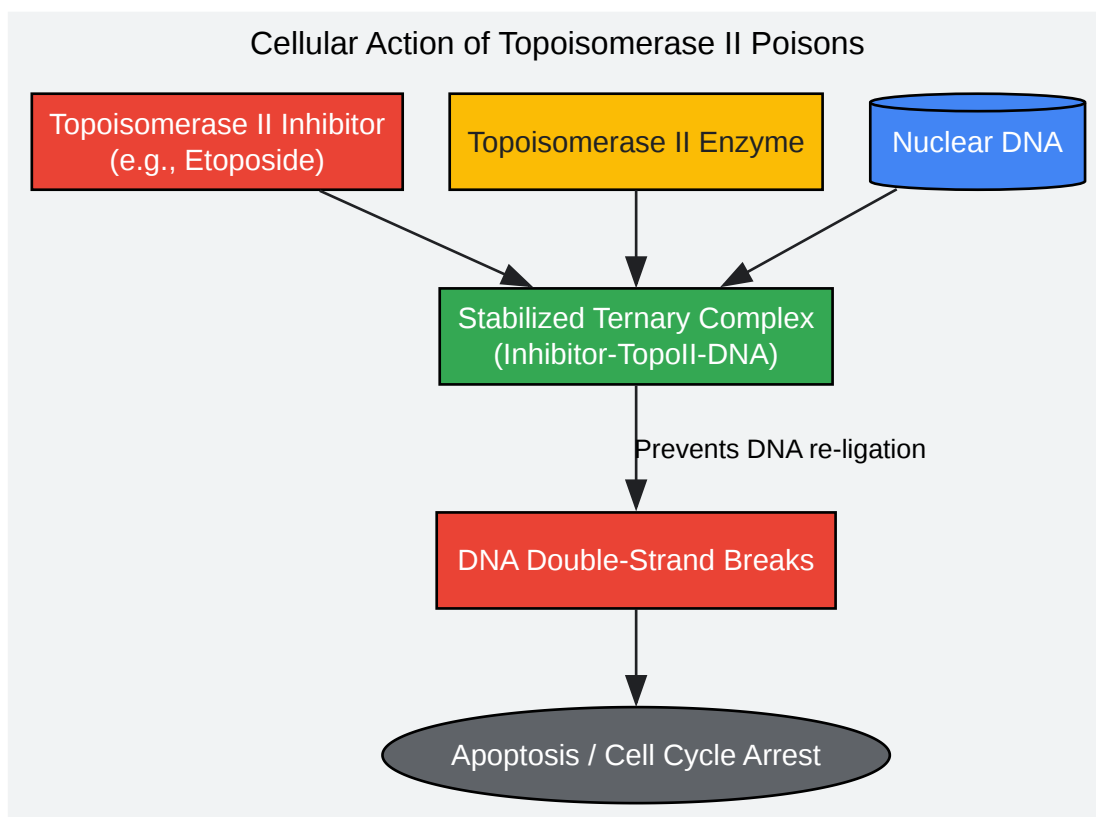 Cellular Action of Topoisomerase II Poisons
Topoisomerase II Inhibitor
(e.g., Etoposide)
Topoisomerase II Enzyme
Nuclear DNA
Stabilized Ternary Complex
(Inhibitor-TopoII-DNA)
Prevents DNA re-ligation
DNA Double-Strand Breaks
Apoptosis / Cell Cycle Arrest